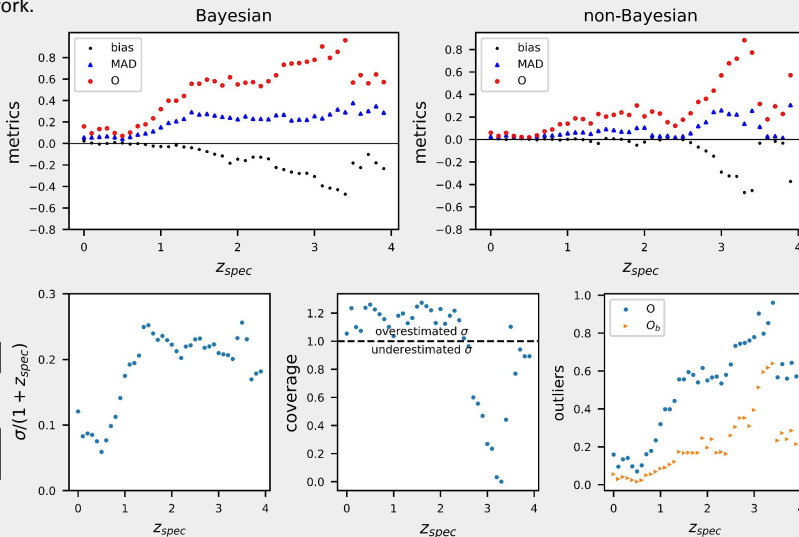 ork.
Bayesian
non-Bayesian
bias
MAD
O
bias
MAD
O
metrics
0.8
0.6
0.4
0.2
0.0
−0.2
−0.4
−0.6
−0.8
0 1 2 3 4
z_spec
metrics
0.8
0.6
0.4
0.2
0.0
−0.2
−0.4
−0.6
−0.8
0 1 2 3 4
z_spec
σ/(1 + z_spec)
0.3
0.2
0.1
0.0
0 1 2 3 4
z_spec
coverage
1.2
1.0
0.8
0.6
0.4
0.2
0.0
overestimated σ
underestimated σ
0 1 2 3 4
z_spec
outliers
1.0
0.8
0.6
0.4
0.2
0.0
O
O_b
0 1 2 3 4
z_spec